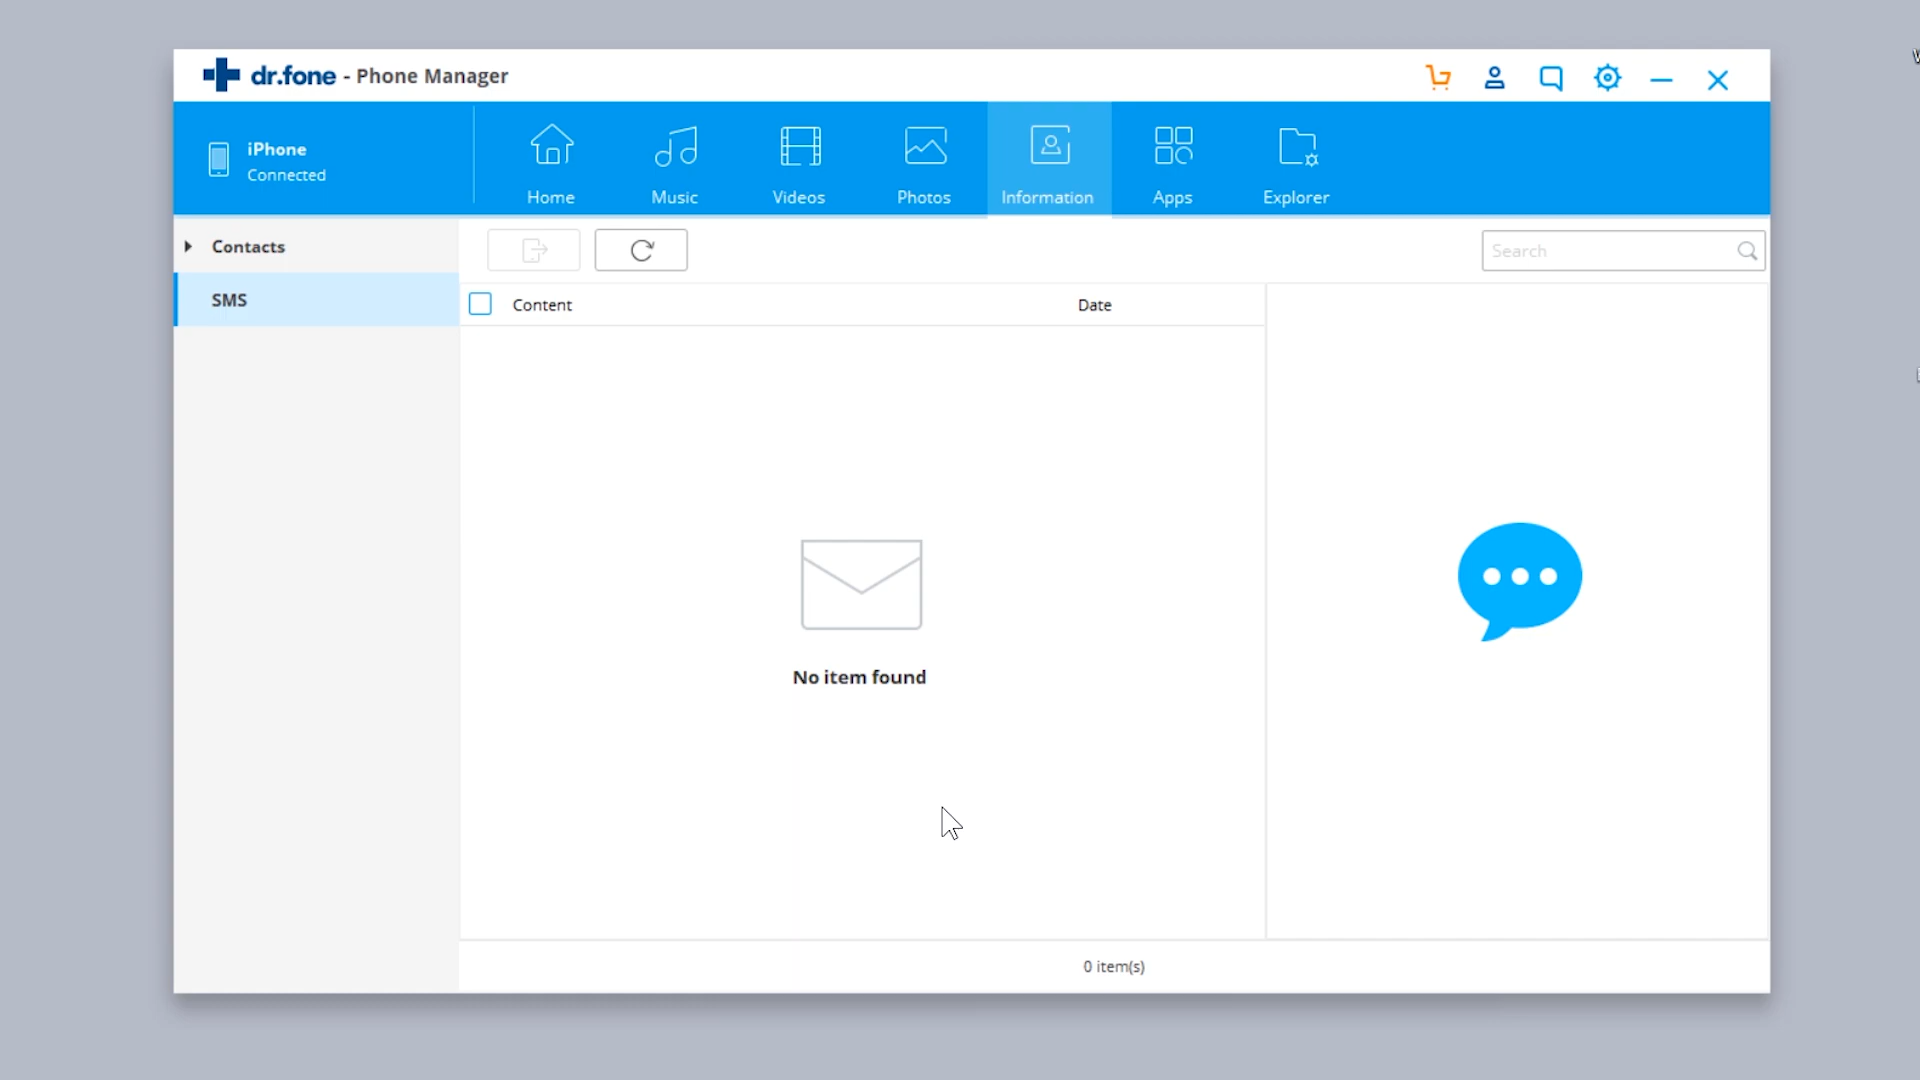 dr.fone - Phone Manager
iPhone
Connected
Home
Music
Videos
Photos
Information
Apps
Explorer
Contacts
SMS
Search
Content
Date
No item found
0 item(s)